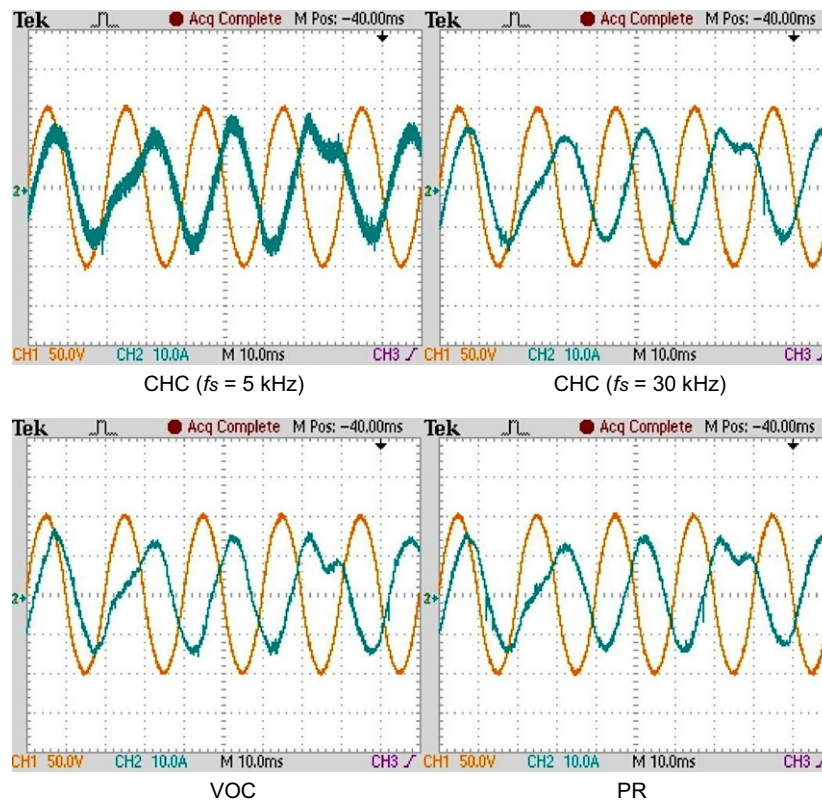 Tek Acq Complete M Pos: -40.00ms
Tek Acq Complete M Pos: -40.00ms
2
2
CH1 50.0V CH2 10.0A M 10.0ms CH3
CH1 50.0V CH2 10.0A M 10.0ms CH3
CHC (fs = 5 kHz)
CHC (fs = 30 kHz)
Tek Acq Complete M Pos: -40.00ms
Tek Acq Complete M Pos: -40.00ms
2
2
CH1 50.0V CH2 10.0A M 10.0ms CH3
CH1 50.0V CH2 10.0A M 10.0ms CH3
VOC
PR